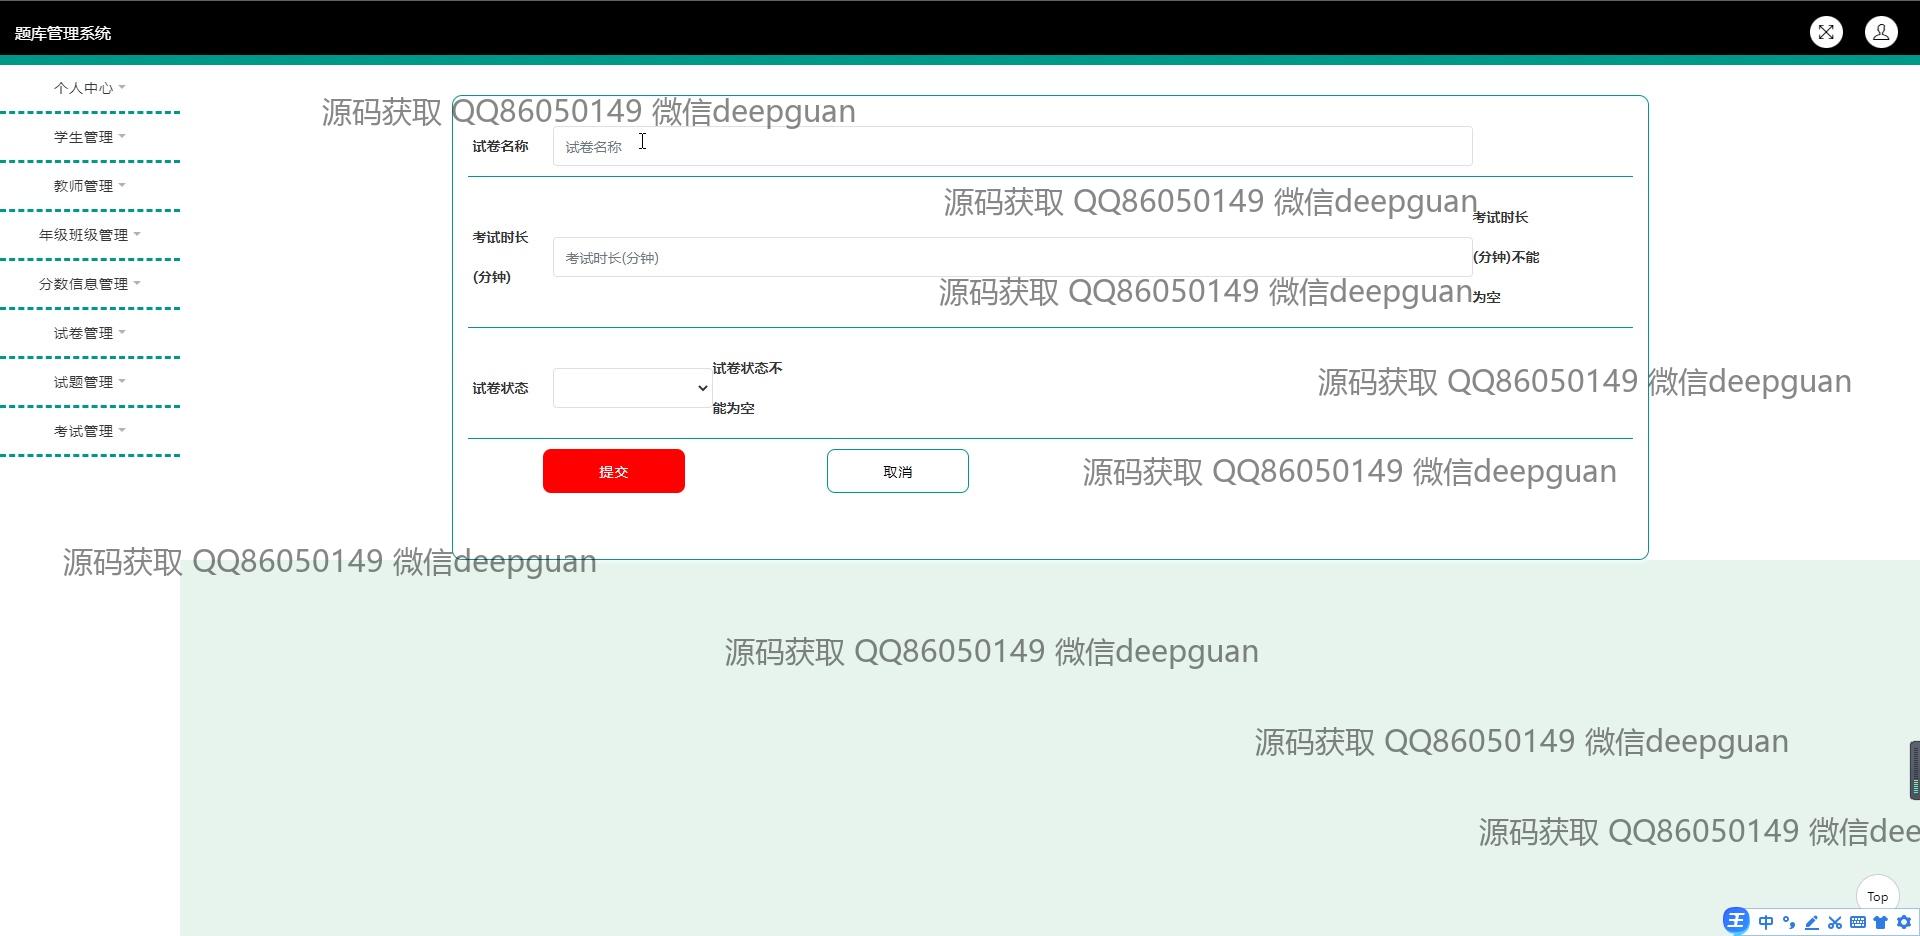 题库管理系统
个人中心
学生管理
教师管理
年级班级管理
分数信息管理
试卷管理
试题管理
考试管理
源码获取 QQ86050149 微信deepguan
试卷名称
试卷名称
源码获取 QQ86050149 微信deepguan
考试时长
(分钟)
考试时长(分钟)
考试时长
(分钟)不能
为空
源码获取 QQ86050149 微信deepguan
试卷状态
试卷状态不
能为空
源码获取 QQ86050149 微信deepguan
提交
取消
源码获取 QQ86050149 微信deepguan
源码获取 QQ86050149 微信deepguan
源码获取 QQ86050149 微信deepguan
源码获取 QQ86050149 微信deepguan
源码获取 QQ86050149 微信dee
Top
王
中